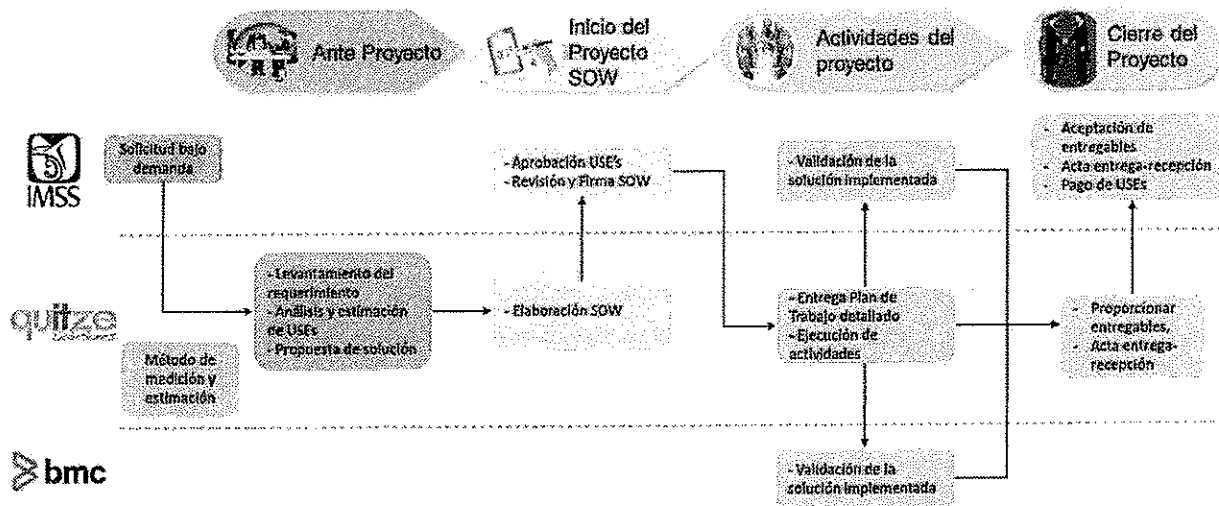 Ante Proyecto
Inicio del
Proyecto
SOW
Actividades del
proyecto
Cierre del
Proyecto
IMSS
Solicitud bajo
demanda
- Aprobación USE's
- Revisión y Firma SOW
- Validación de la
solución implementada
- Aceptación de
entregables
- Acta entrega-recepción
- Pago de USEs
quitze
- Levantamiento del
requerimiento
- Análisis y estimación
de USEs
- Propuesta de solución
- Elaboración SOW
- Entrega Plan de
Trabajo detallado
- Ejecución de
actividades
- Proporcionar
entregables,
- Acta entrega-
recepción
Método de
medición y
estimación
bmc
- Validación de la
solución implementada